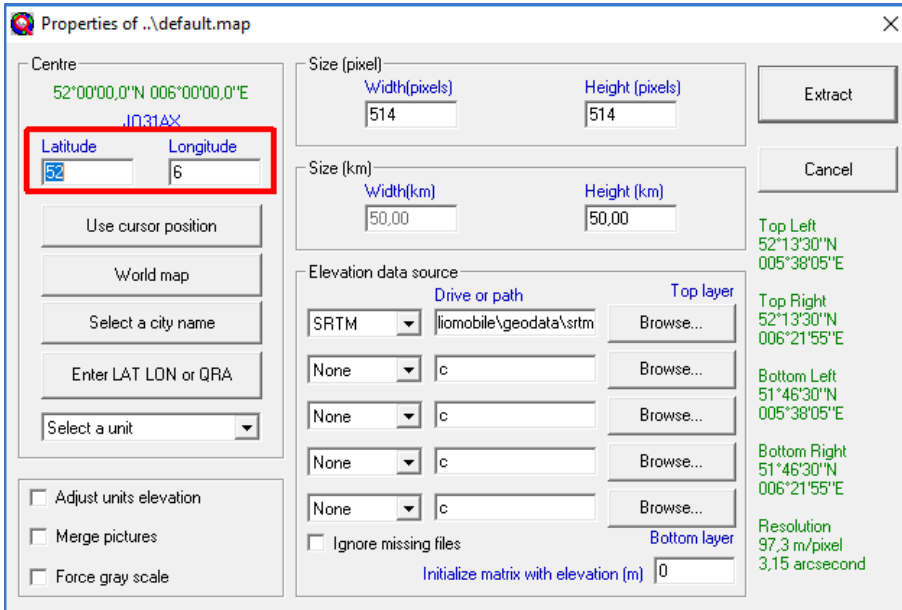 Properties of ..\default.map
Centre
52°00'00,0"N 006°00'00,0"E
JO31AX
Latitude Longitude
52 6
Use cursor position
World map
Select a city name
Enter LAT LON or QRA
Select a unit
Adjust units elevation
Merge pictures
Force gray scale
Size (pixel)
Width(pixels) Height (pixels)
514 514
Size (km)
Width(km) Height (km)
50,00 50,00
Elevation data source
Drive or path Top layer
SRTM liomobile\geodata\srtm Browse...
None c Browse...
None c Browse...
None c Browse...
None c Browse...
Ignore missing files Bottom layer
Initialize matrix with elevation (m) 0
Extract
Cancel
Top Left
52°13'30"N
005°38'05"E
Top Right
52°13'30"N
006°21'55"E
Bottom Left
51°46'30"N
005°38'05"E
Bottom Right
51°46'30"N
006°21'55"E
Resolution
97,3 m/pixel
3,15 arcsecond